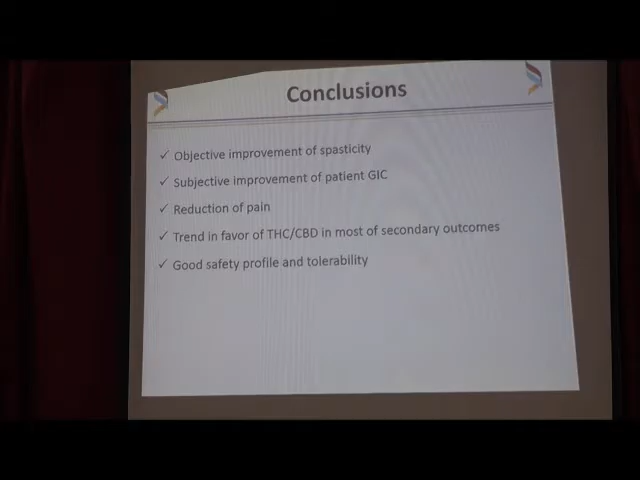 Conclusions
✓ Objective improvement of spasticity
✓ Subjective improvement of patient GIC
✓ Reduction of pain
✓ Trend in favor of THC/CBD in most of secondary outcomes
✓ Good safety profile and tolerability